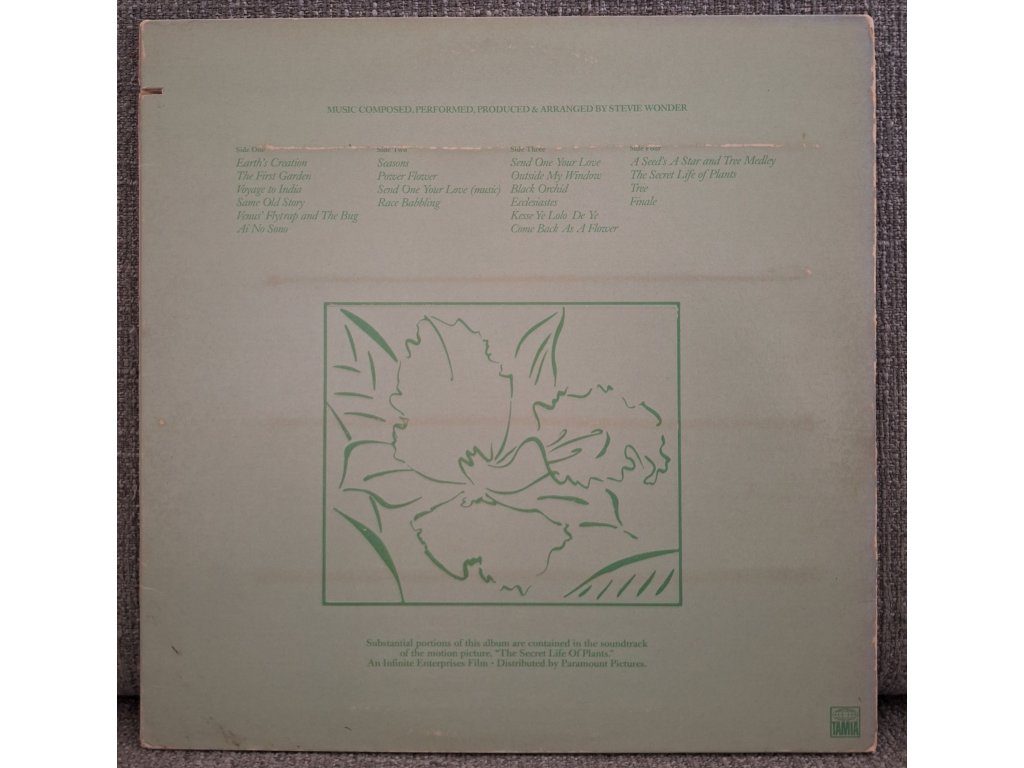 MUSIC COMPOSED, PERFORMED, PRODUCED & ARRANGED BY STEVIE WONDER
Side One
Earth's Creation
The First Garden
Voyage to India
Same Old Story
Venus' Flytrap and The Bug
Ai No Sono
Side Two
Seasons
Power Flower
Send One Your Love (music)
Race Babbling
Side Three
Send One Your Love
Outside My Window
Black Orchid
Ecclesiastes
Kesse Ye Lolo De Ye
Come Back As A Flower
Side Four
A Seed's A Star and Tree Medley
The Secret Life of Plants
Tree
Finale
Substantial portions of this album are contained in the soundtrack
of the motion picture, "The Secret Life Of Plants."
An Infinite Enterprises Film • Distributed by Paramount Pictures.
TAMLA